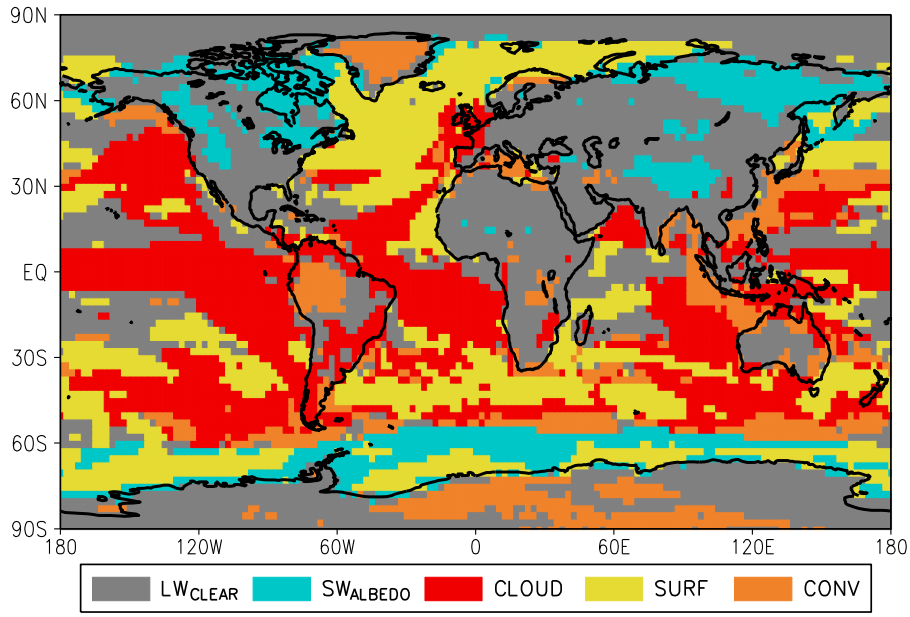 90N
60N
30N
EQ
30S
60S
90S
180 120W 60W 0 60E 120E 180
LWCLEAR SWALBEDO CLOUD SURF CONV